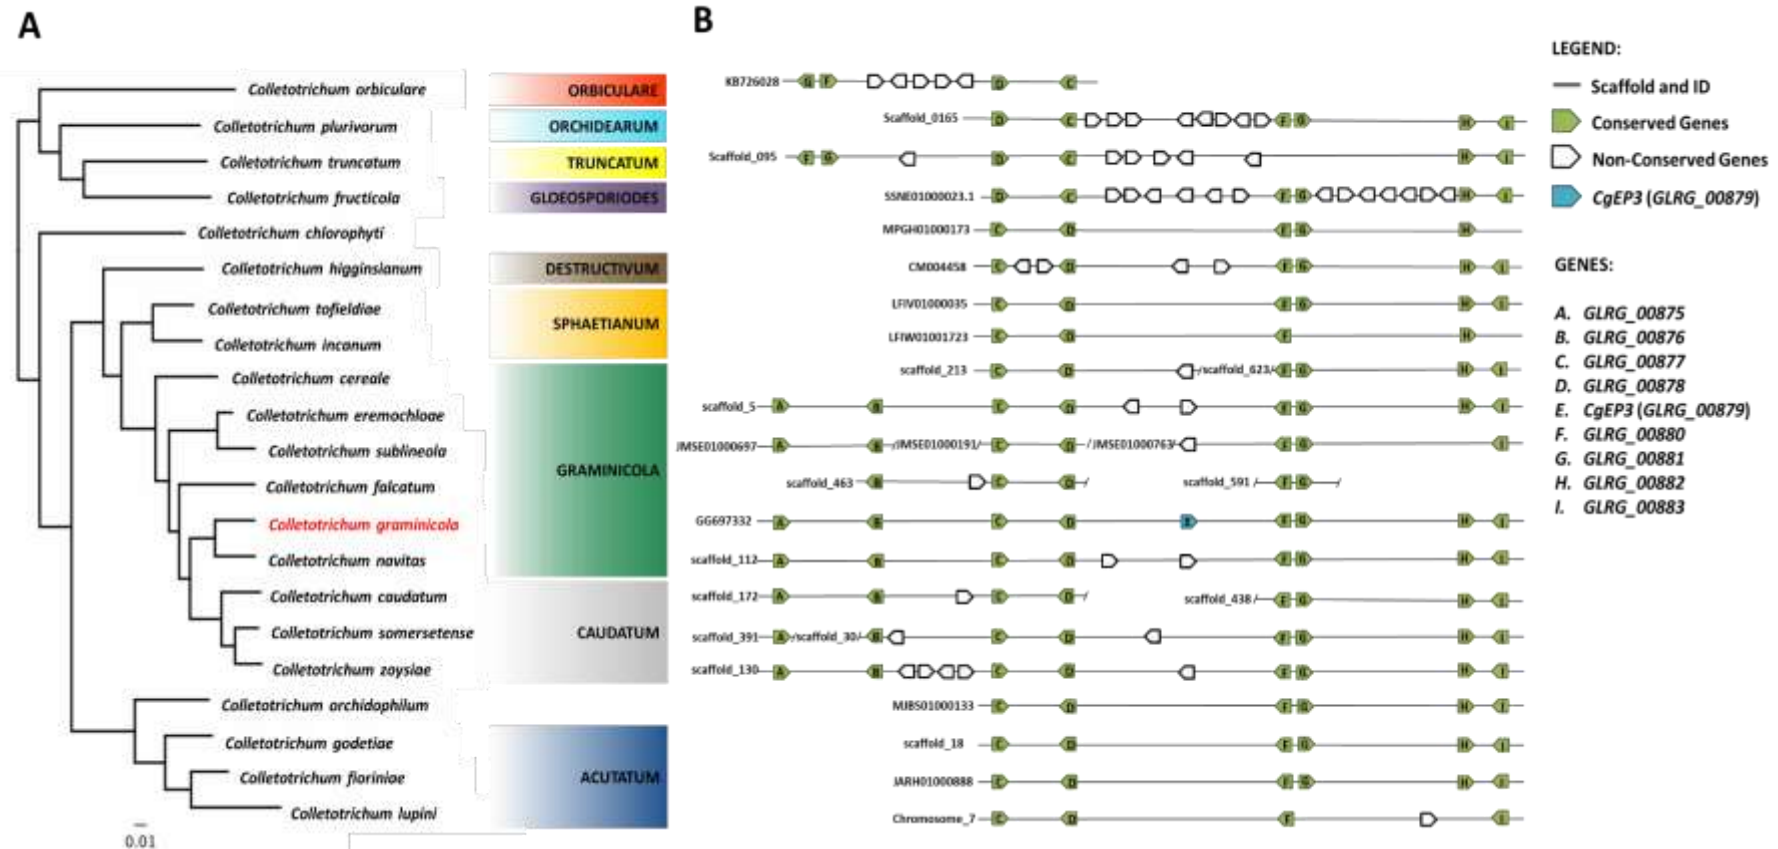 A
Colletotrichum orbiculare
Colletotrichum plurivorum
Colletotrichum truncatum
Colletotrichum fructicola
Colletotrichum chlorophyti
Colletotrichum higginsianum
Colletotrichum tofieldiae
Colletotrichum incanum
Colletotrichum cereale
Colletotrichum eremochloae
Colletotrichum sublineola
Colletotrichum falcatum
Colletotrichum graminicola
Colletotrichum navitas
Colletotrichum caudatum
Colletotrichum somersetense
Colletotrichum zoysiae
Colletotrichum orchidophilum
Colletotrichum godetiae
Colletotrichum fioriniae
Colletotrichum lupini
0.01
ORBICULARE
ORCHIDEARUM
TRUNCATUM
GLOEOSPORIODES
DESTRUCTIVUM
SPHAETIANUM
GRAMINICOLA
CAUDATUM
ACUTATUM
B
KB726028 G F D C
Scaffold_0165 D C F G H I
Scaffold_095 F G D C H I
SSNE01000023.1 D C F G H I
MPGH01000173 C D F G H
CM004458 C D F G H I
LFIV01000035 C D F G H I
LFIW01001723 C D F H
scaffold_213 C D /scaffold_623/ F G H I
scaffold_5 A B C D F G H I
JMSE01000697 A B /JMSE01000191/ C D / JMSE01000763/ F G I
scaffold_463 B C D / scaffold_591 / F G /
GG697332 A B C D E F G H I
scaffold_112 A B C D F G H I
scaffold_172 A B C D / scaffold_438 / F G H I
scaffold_391 A /scaffold_30/ B C D F G H I
scaffold_130 A B C D F G H I
MJBS01000133 C D F G H I
scaffold_18 C D F G H I
JARH01000888 C D F G H I
Chromosome_7 C D F I
LEGEND:
Scaffold and ID
Conserved Genes
Non-Conserved Genes
CgEP3 (GLRG_00879)
GENES:
A. GLRG_00875
B. GLRG_00876
C. GLRG_00877
D. GLRG_00878
E. CgEP3 (GLRG_00879)
F. GLRG_00880
G. GLRG_00881
H. GLRG_00882
I. GLRG_00883